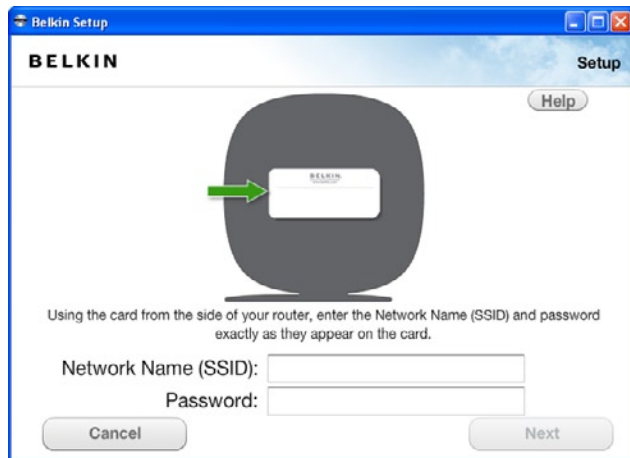 Belkin Setup
BELKIN
Setup
Help
BELKIN.
Using the card from the side of your router, enter the Network Name (SSID) and password
exactly as they appear on the card.
Network Name (SSID):
Password:
Cancel
Next